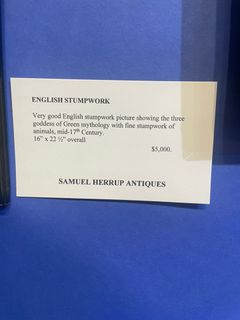 ENGLISH STUMPWORK
Very good English stumpwork picture showing the three
goddess of Green mythology with fine stumpwork of
animals, mid-17th Century.
16" x 22 ½" overall
$5,000.
SAMUEL HERRUP ANTIQUES